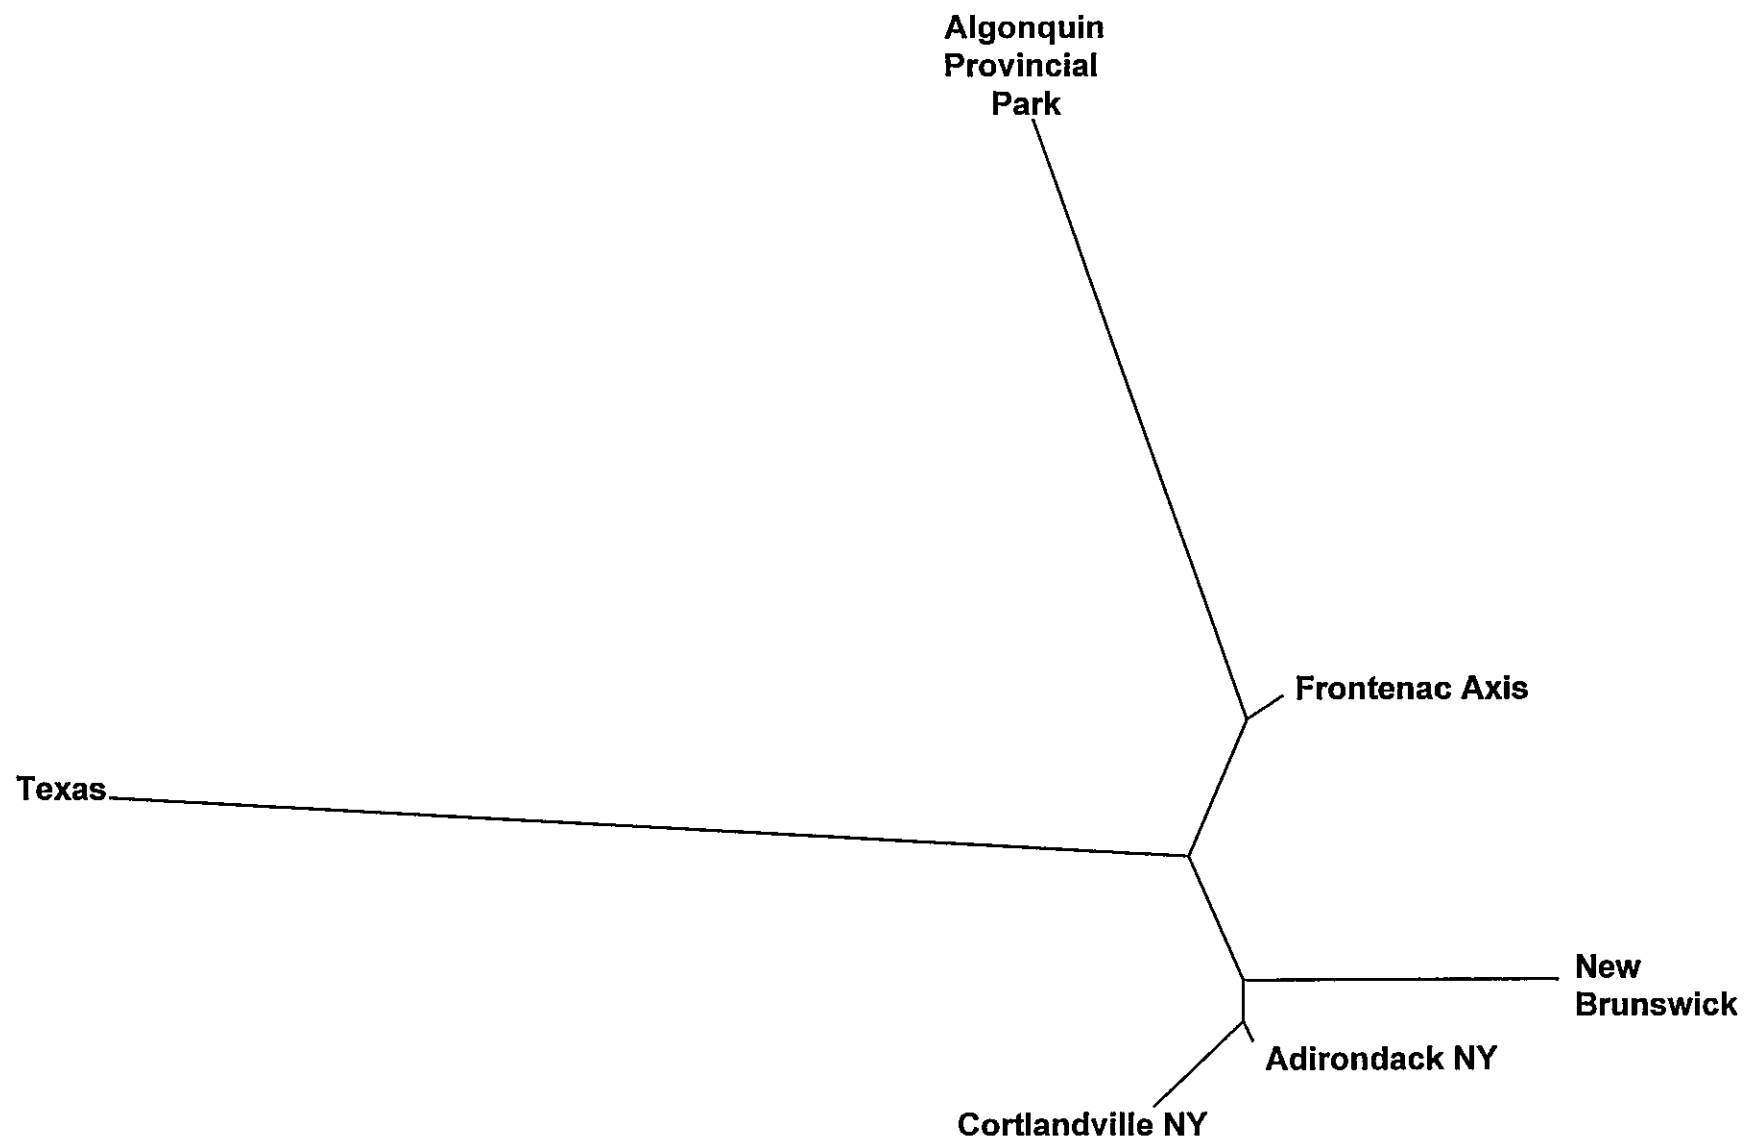 Algonquin
Provincial
Park
Frontenac Axis
Texas
New
Brunswick
Adirondack NY
Cortlandville NY